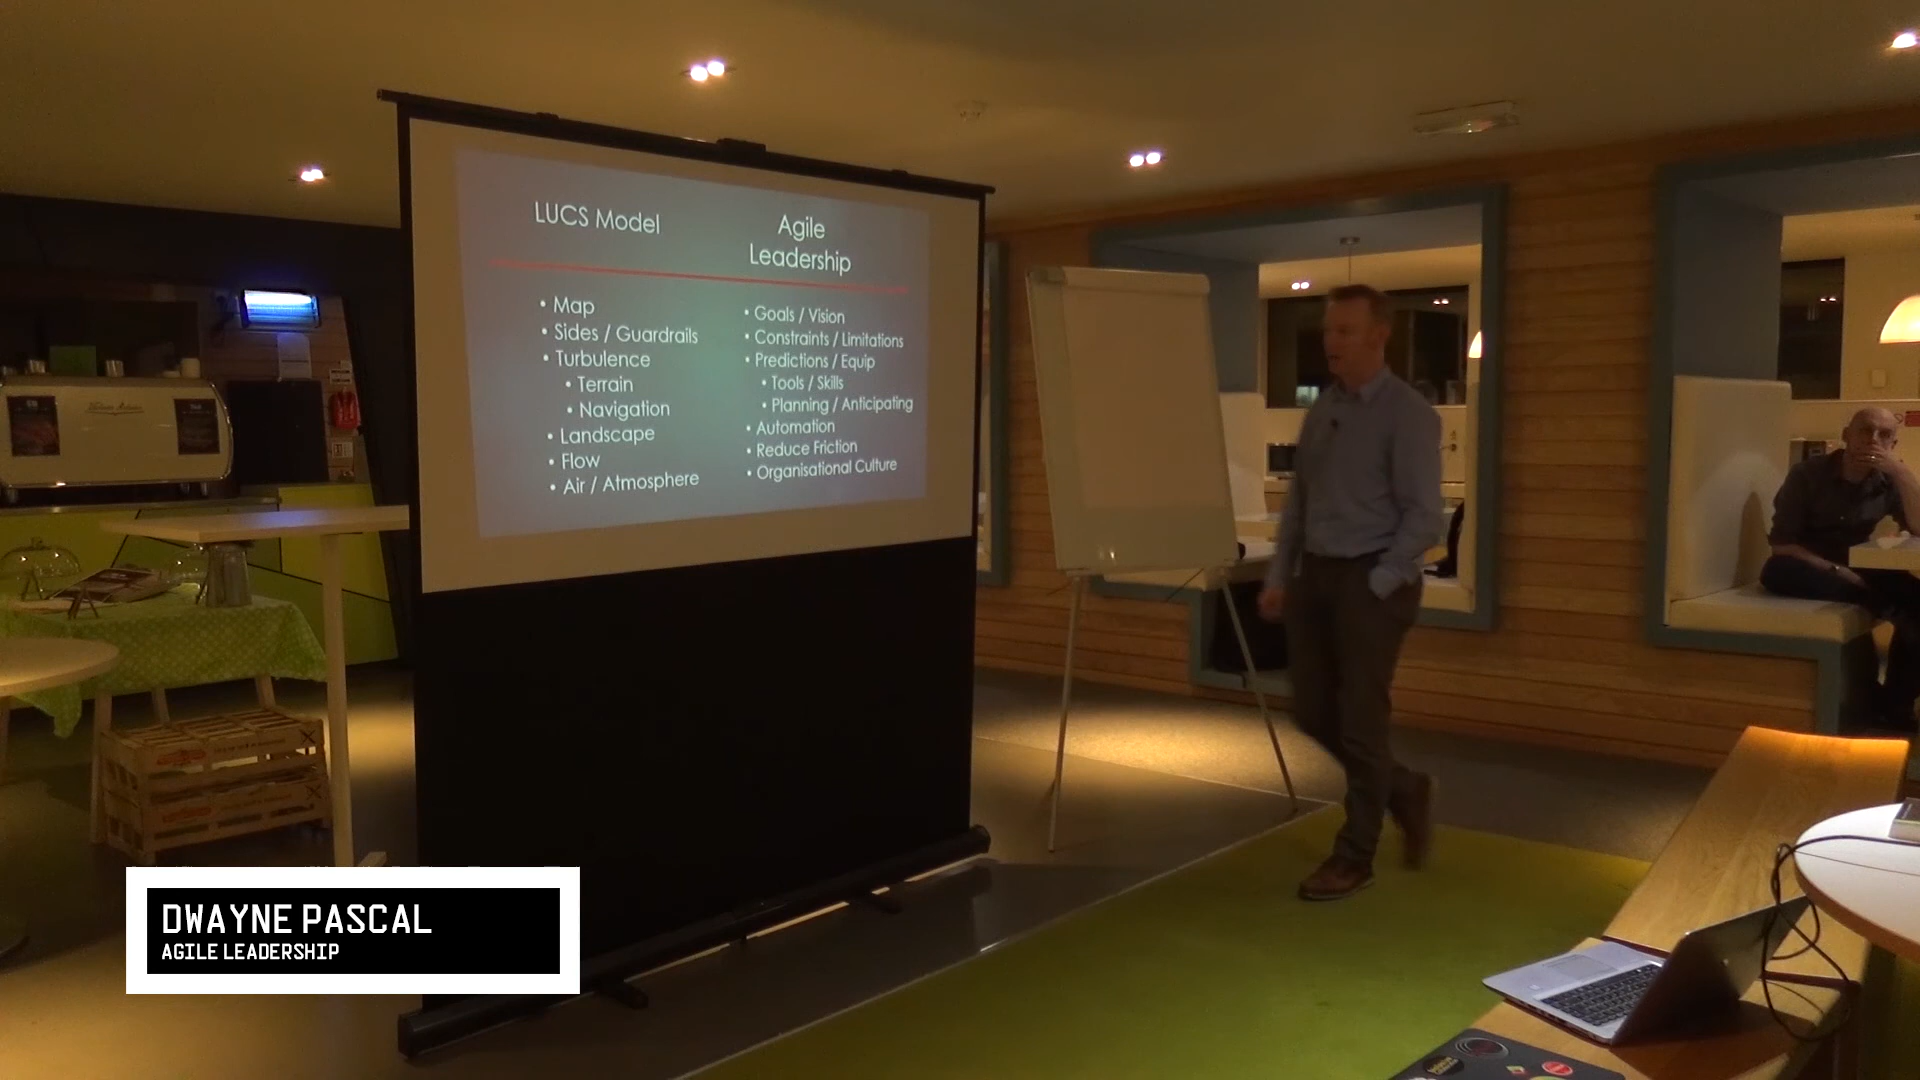 LUCS Model
Agile
Leadership
• Map
• Sides / Guardrails
• Turbulence
• Terrain
• Navigation
• Landscape
• Flow
• Air / Atmosphere
• Goals / Vision
• Constraints / Limitations
• Predictions / Equip
• Tools / Skills
• Planning / Anticipating
• Automation
• Reduce Friction
• Organisational Culture
DWAYNE PASCAL
AGILE LEADERSHIP